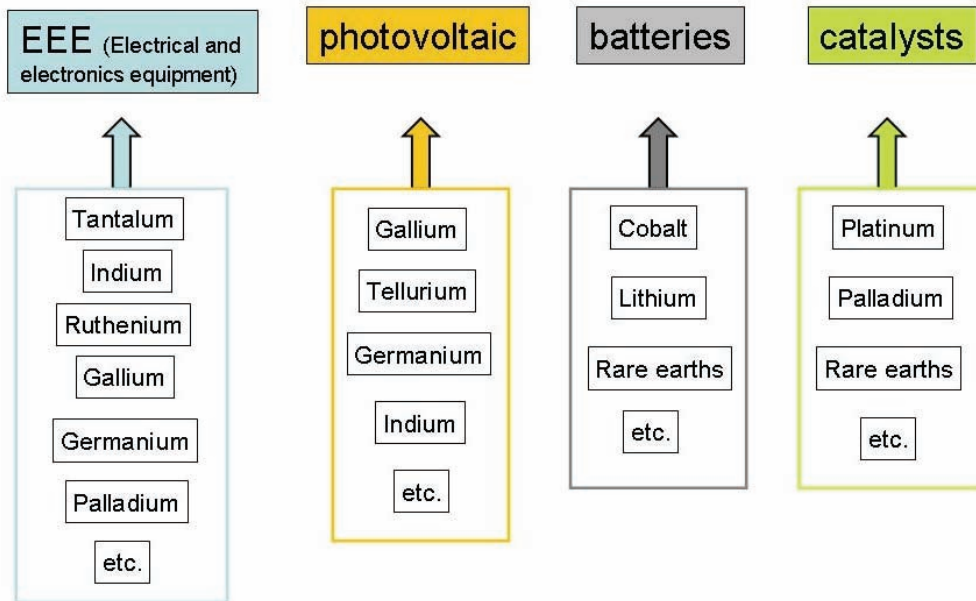 EEE (Electrical and
electronics equipment)
Tantalum
Indium
Ruthenium
Gallium
Germanium
Palladium
etc.
photovoltaic
Gallium
Tellurium
Germanium
Indium
etc.
batteries
Cobalt
Lithium
Rare earths
etc.
catalysts
Platinum
Palladium
Rare earths
etc.